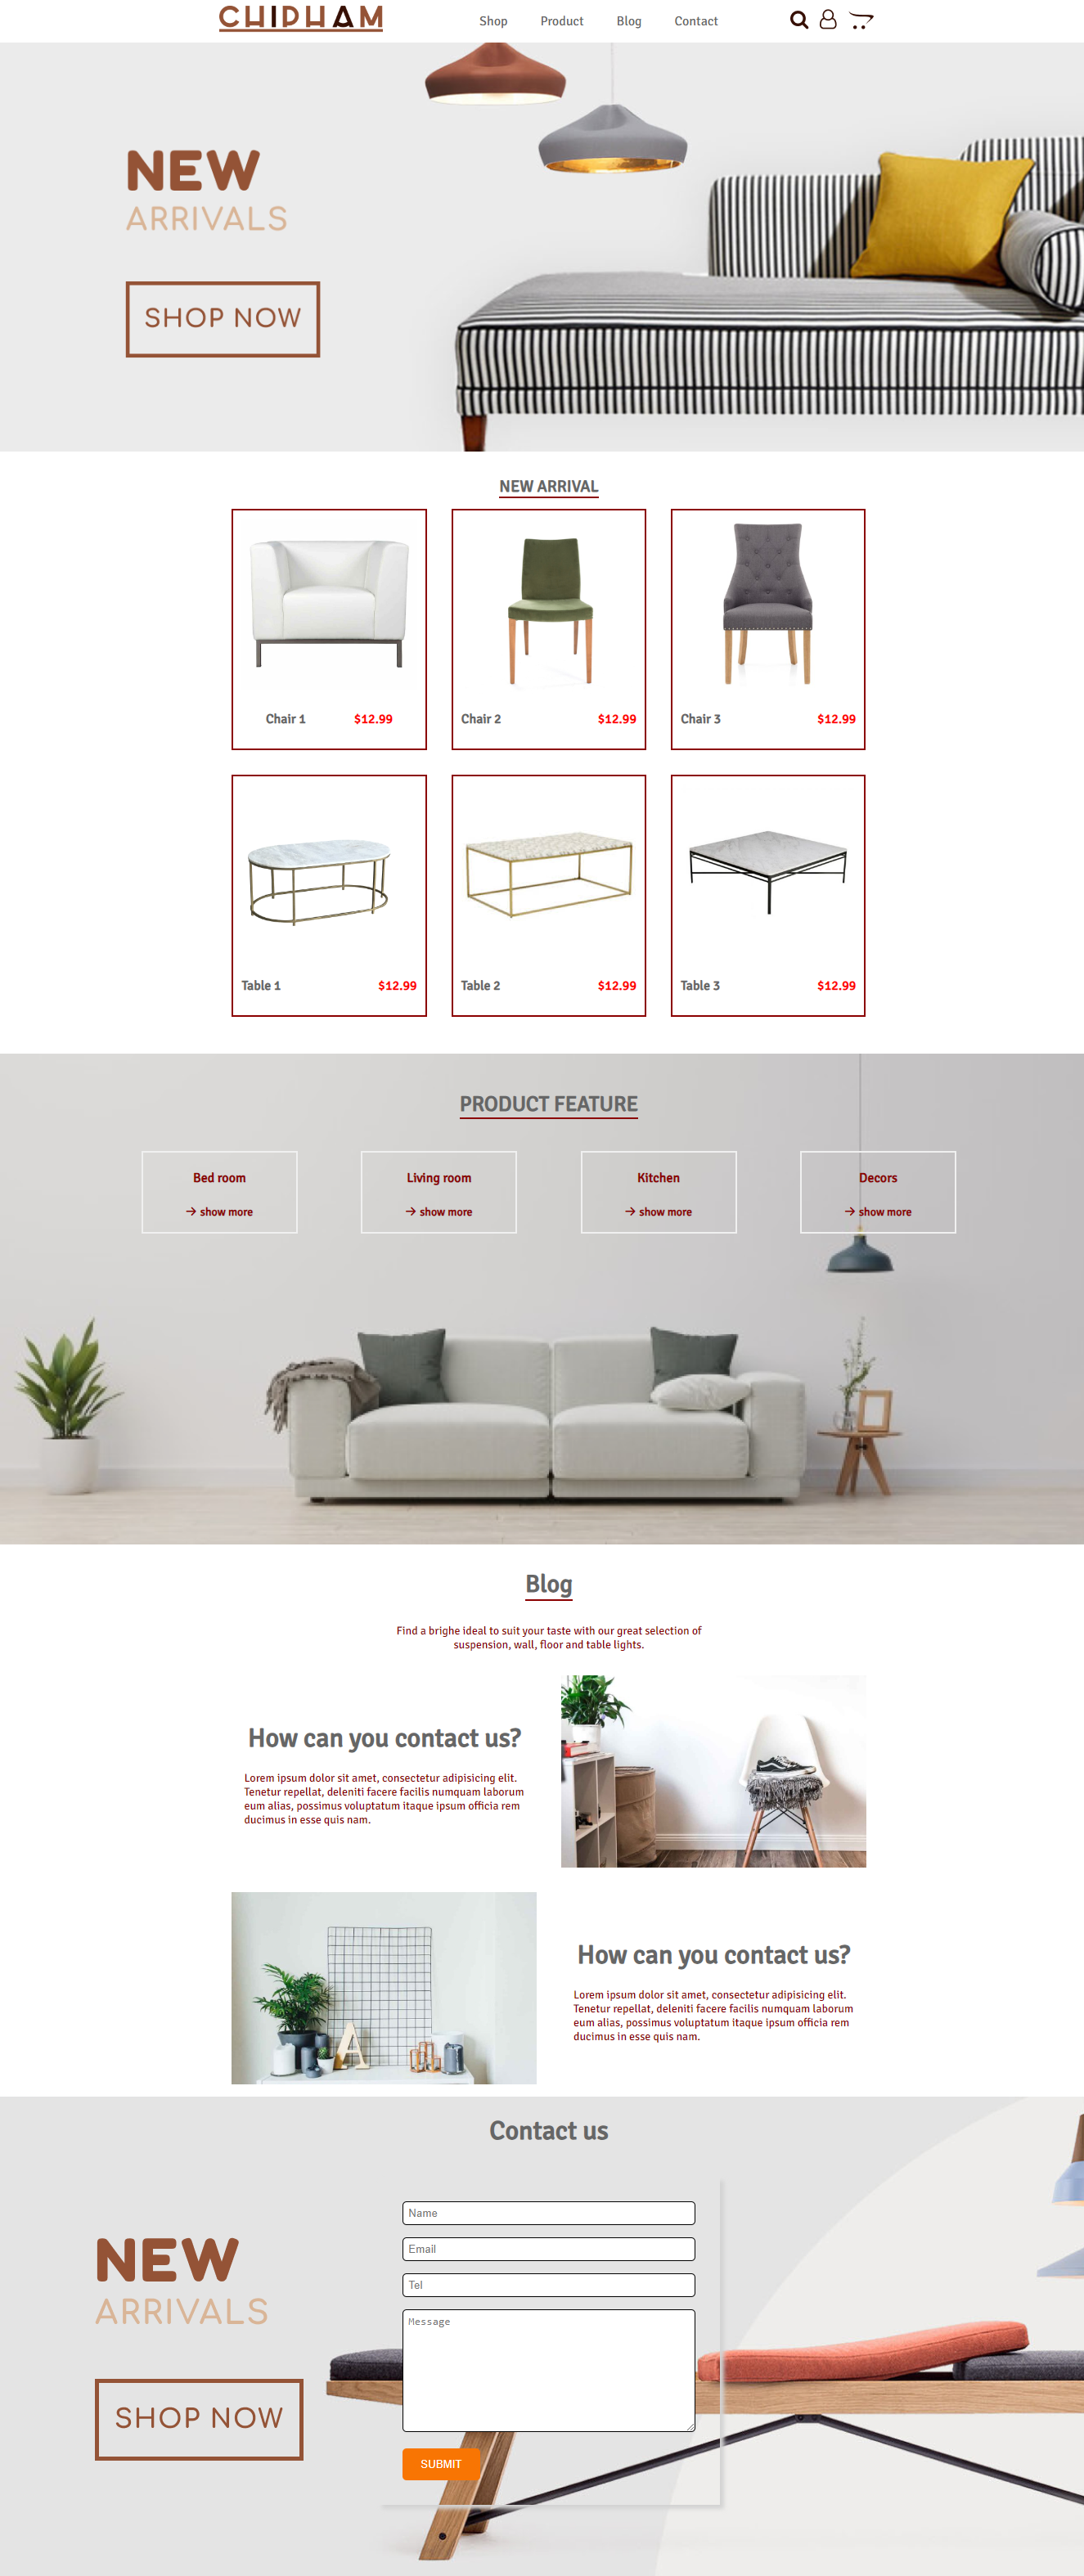 CHIPHAM
Shop Product Blog Contact
NEW
ARRIVALS
SHOP NOW
NEW ARRIVAL
Chair 1 $12.99
Chair 2 $12.99
Chair 3 $12.99
Table 1 $12.99
Table 2 $12.99
Table 3 $12.99
PRODUCT FEATURE
Bed room
→ show more
Living room
→ show more
Kitchen
→ show more
Decors
→ show more
Blog
Find a brighe ideal to suit your taste with our great selection of
suspension, wall, floor and table lights.
How can you contact us?
Lorem ipsum dolor sit amet, consectetur adipisicing elit.
Tenetur repellat, deleniti facere facilis numquam laborum
eum alias, possimus voluptatum itaque ipsum officia rem
ducimus in esse quis nam.
How can you contact us?
Lorem ipsum dolor sit amet, consectetur adipisicing elit.
Tenetur repellat, deleniti facere facilis numquam laborum
eum alias, possimus voluptatum itaque ipsum officia rem
ducimus in esse quis nam.
Contact us
NEW
ARRIVALS
SHOP NOW
Name
Email
Tel
Message
SUBMIT